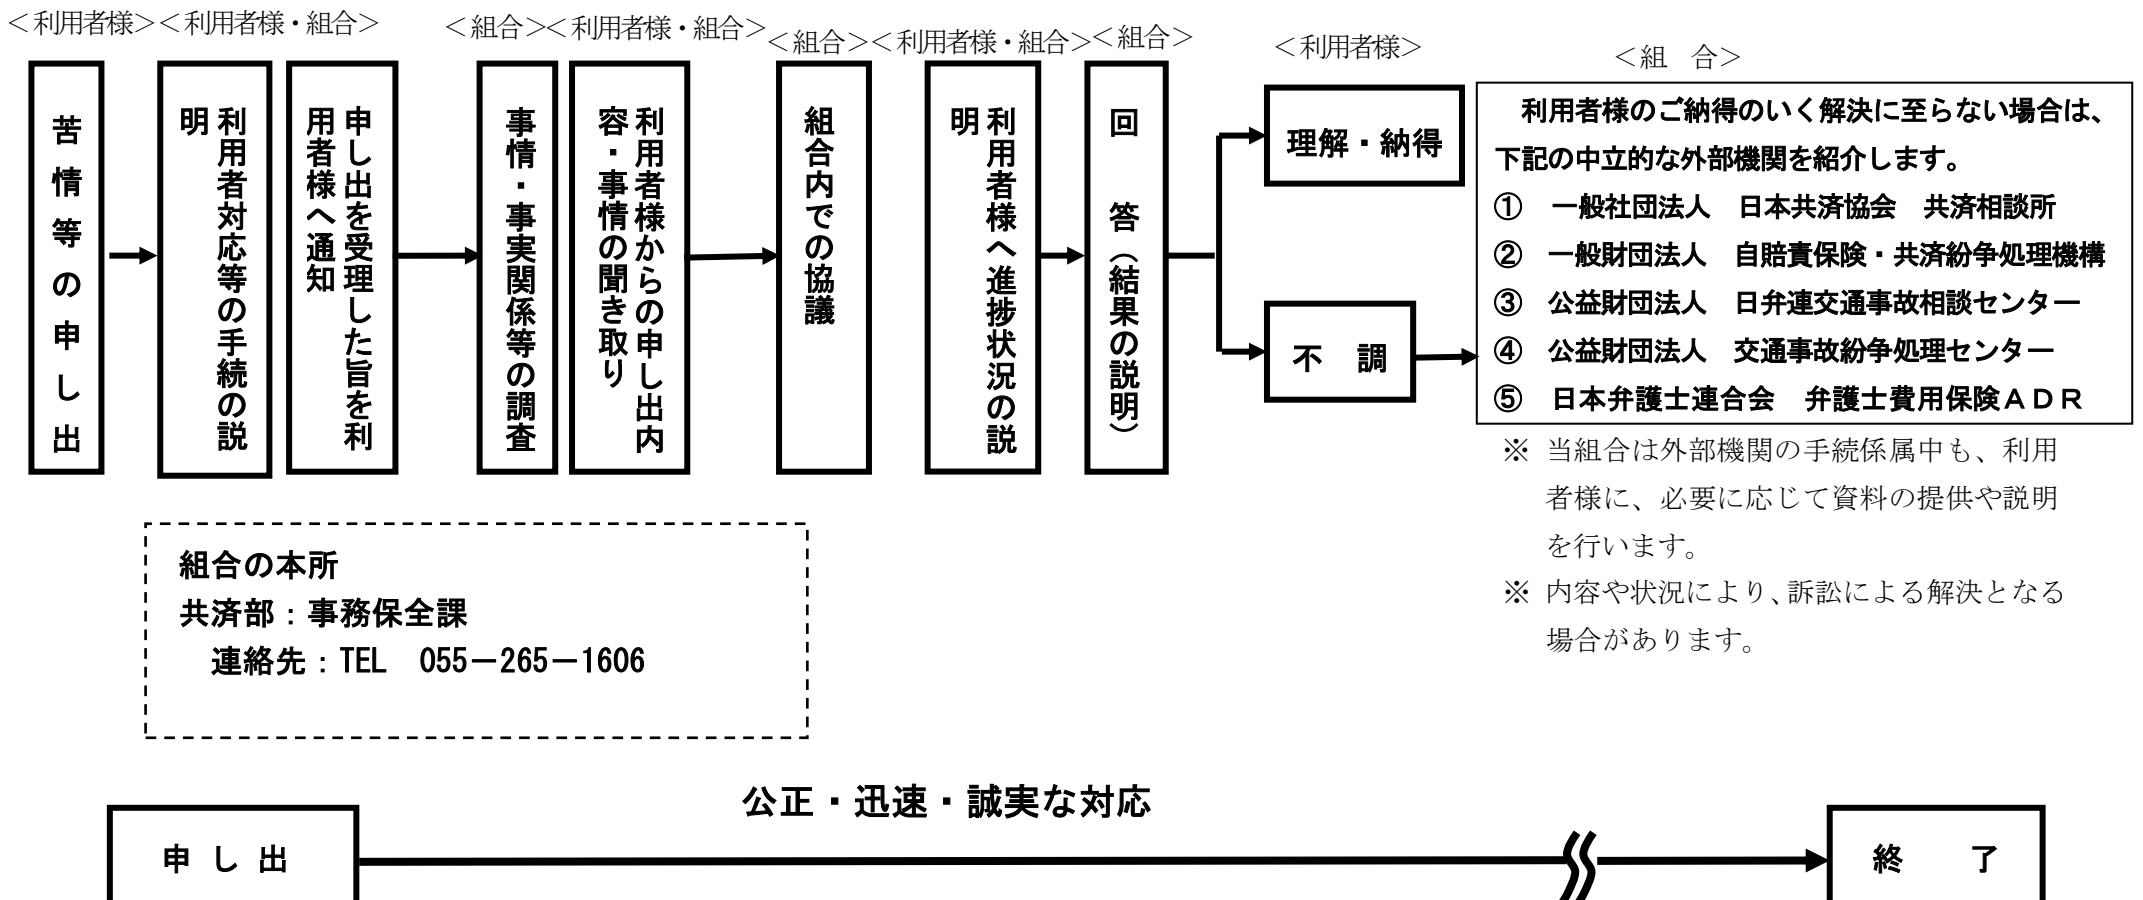 ＜利用者様＞
苦情等の申し出
＜利用者様・組合＞
利用者対応等の手続の説
明
申し出を受理した旨を利
用者様へ通知
＜組合＞
事情・事実関係等の調査
＜利用者様・組合＞
利用者様からの申し出内
容・事情の聞き取り
＜組合＞
組合内での協議
＜利用者様・組合＞
利用者様へ進捗状況の説
明
＜組合＞
回　答（結果の説明）
＜利用者様＞
理解・納得
不　調
＜組　合＞
利用者様のご納得のいく解決に至らない場合は、
下記の中立的な外部機関を紹介します。
①　一般社団法人　日本共済協会　共済相談所
②　一般財団法人　自賠責保険・共済紛争処理機構
③　公益財団法人　日弁連交通事故相談センター
④　公益財団法人　交通事故紛争処理センター
⑤　日本弁護士連合会　弁護士費用保険ＡＤＲ
※ 当組合は外部機関の手続係属中も、利用
者様に、必要に応じて資料の提供や説明
を行います。
※ 内容や状況により、訴訟による解決となる
場合があります。
組合の本所
共済部：事務保全課
連絡先：TEL　055－265－1606
公正・迅速・誠実な対応
申 し 出
終　了